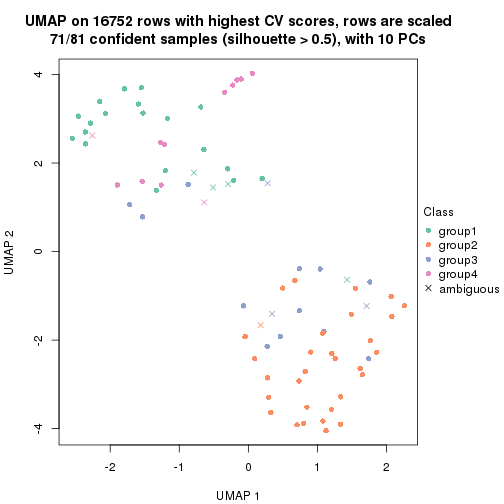 UMAP on 16752 rows with highest CV scores, rows are scaled
71/81 confident samples (silhouette > 0.5), with 10 PCs
4
2
0
-2
-4
UMAP 2
-2
-1
0
1
2
UMAP 1
Class
group1
group2
group3
group4
ambiguous